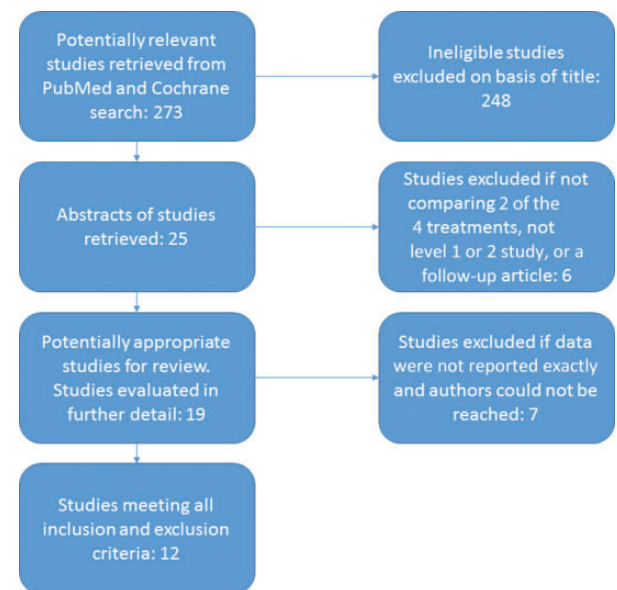 Potentially relevant
studies retrieved from
PubMed and Cochrane
search: 273
Ineligible studies
excluded on basis of title:
248
Abstracts of studies
retrieved: 25
Studies excluded if not
comparing 2 of the
4 treatments, not
level 1 or 2 study, or a
follow-up article: 6
Potentially appropriate
studies for review.
Studies evaluated in
further detail: 19
Studies excluded if data
were not reported exactly
and authors could not be
reached: 7
Studies meeting all
inclusion and exclusion
criteria: 12